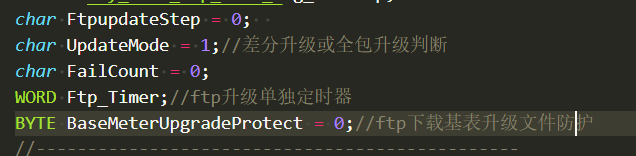 char FtpupdateStep = 0;
char UpdateMode = 1;//差分升级或全包升级判断
char FailCount = 0;
WORD Ftp_Timer;//ftp升级单独定时器
BYTE BaseMeterUpgradeProtect = 0;//ftp下载基表升级文件防护
//-----------------------------------------------